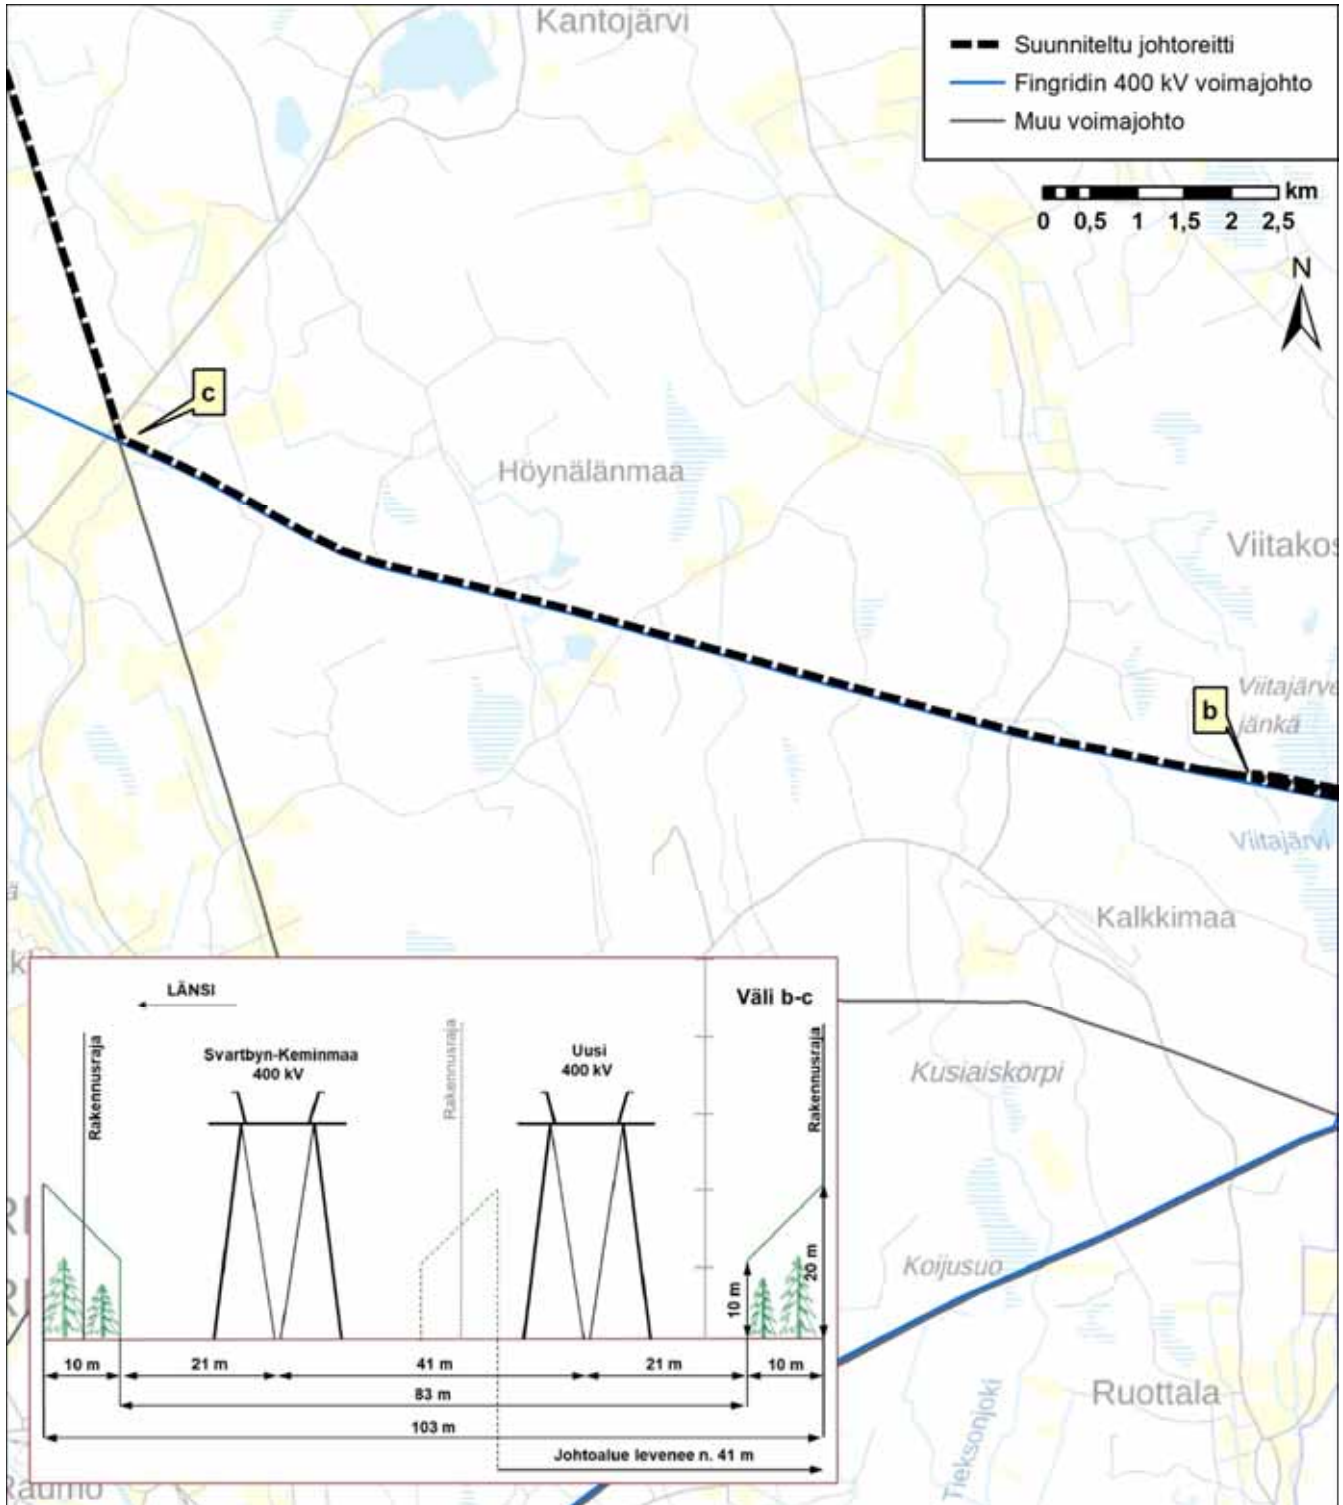 Kantojärvi
Suunniteltu johtoreitti
Fingridin 400 kV voimajohto
Muu voimajohto
km
0 0,5 1 1,5 2 2,5
N
c
Höynälänmaa
Viitakos
b
Viitajärve
jänkä
Viitajärvi
Kalkkimaa
LÄNSI
Väli b-c
Rakennusraja
Svartbyn-Keminmaa
400 kV
Rakennusraja
Uusi
400 kV
Rakennusraja
10 m
20 m
10 m
21 m
41 m
21 m
10 m
83 m
103 m
Johtoalue levenee n. 41 m
Kusiaiskorpi
Koijusuo
Ruottala
Tieksonjoki
Raumo